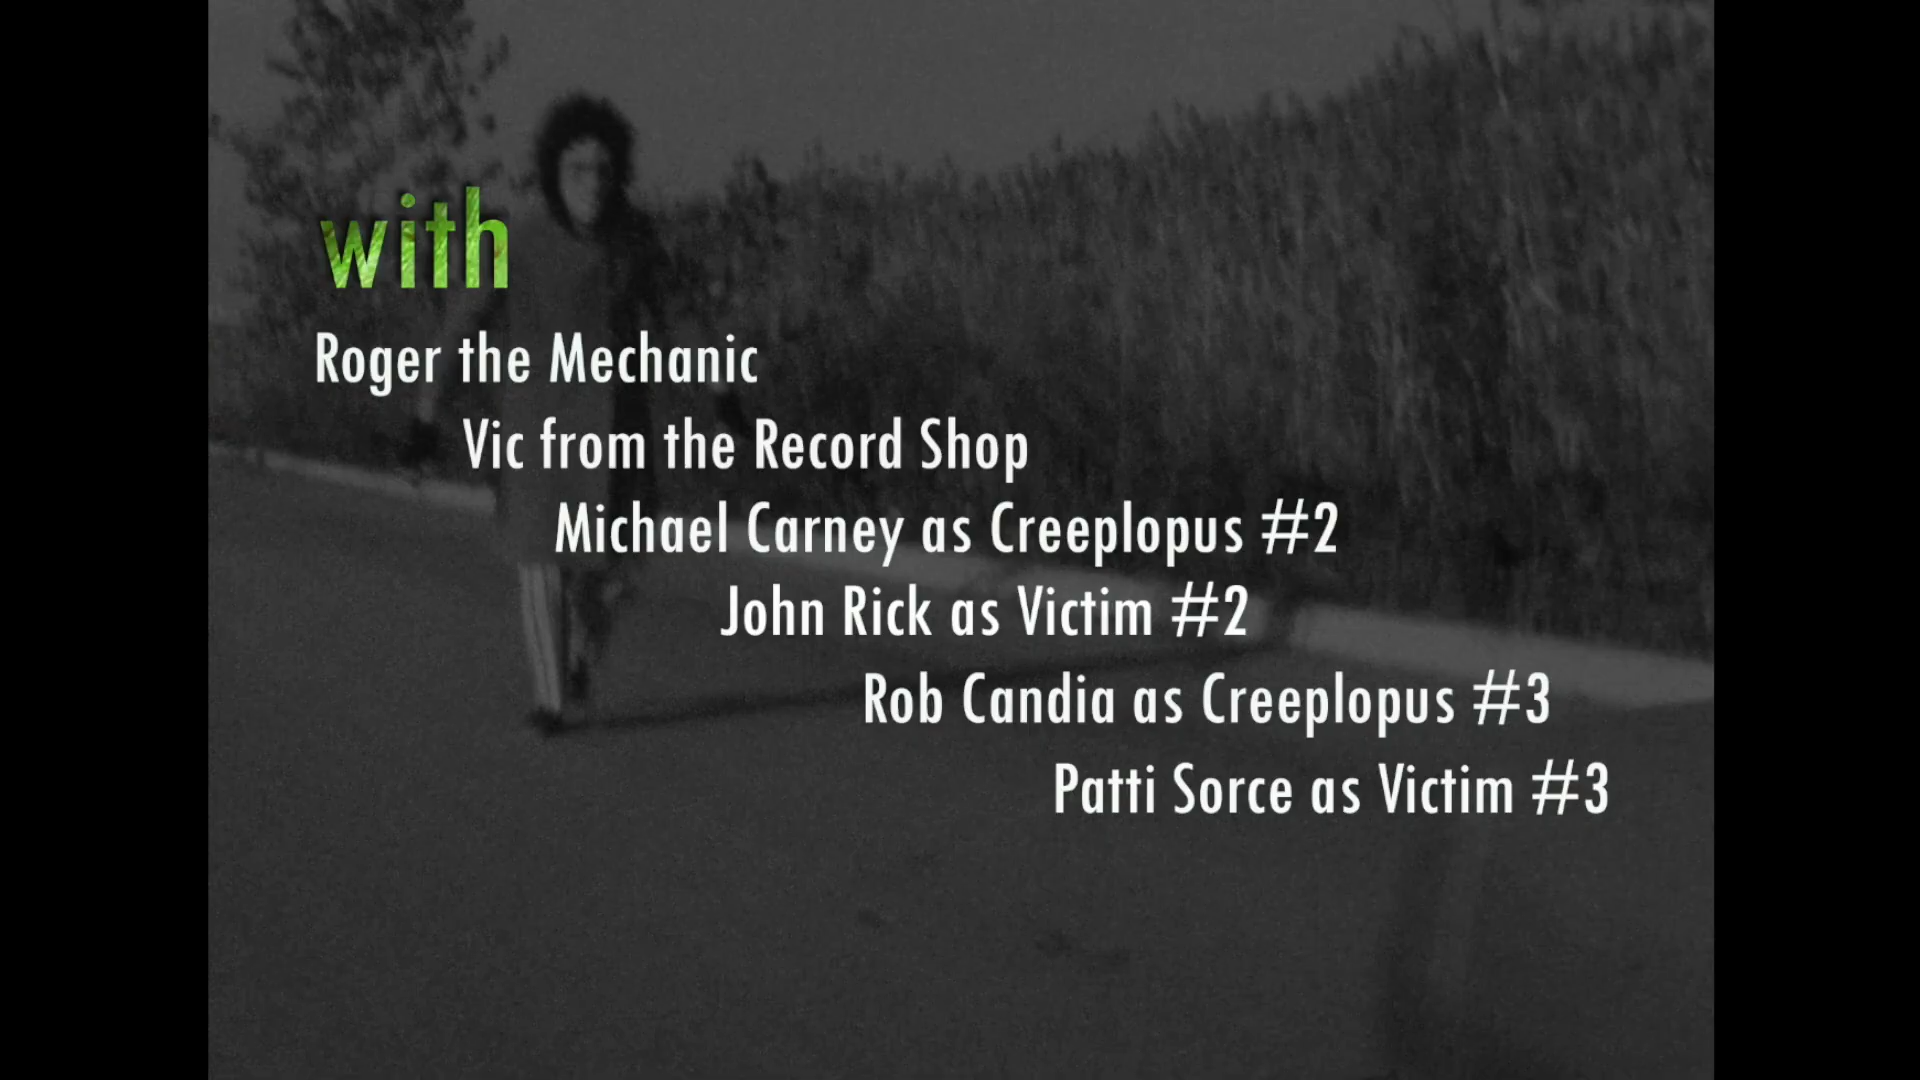 with
Roger the Mechanic
Vic from the Record Shop
Michael Carney as Creeplopus #2
John Rick as Victim #2
Rob Candia as Creeplopus #3
Patti Sorce as Victim #3